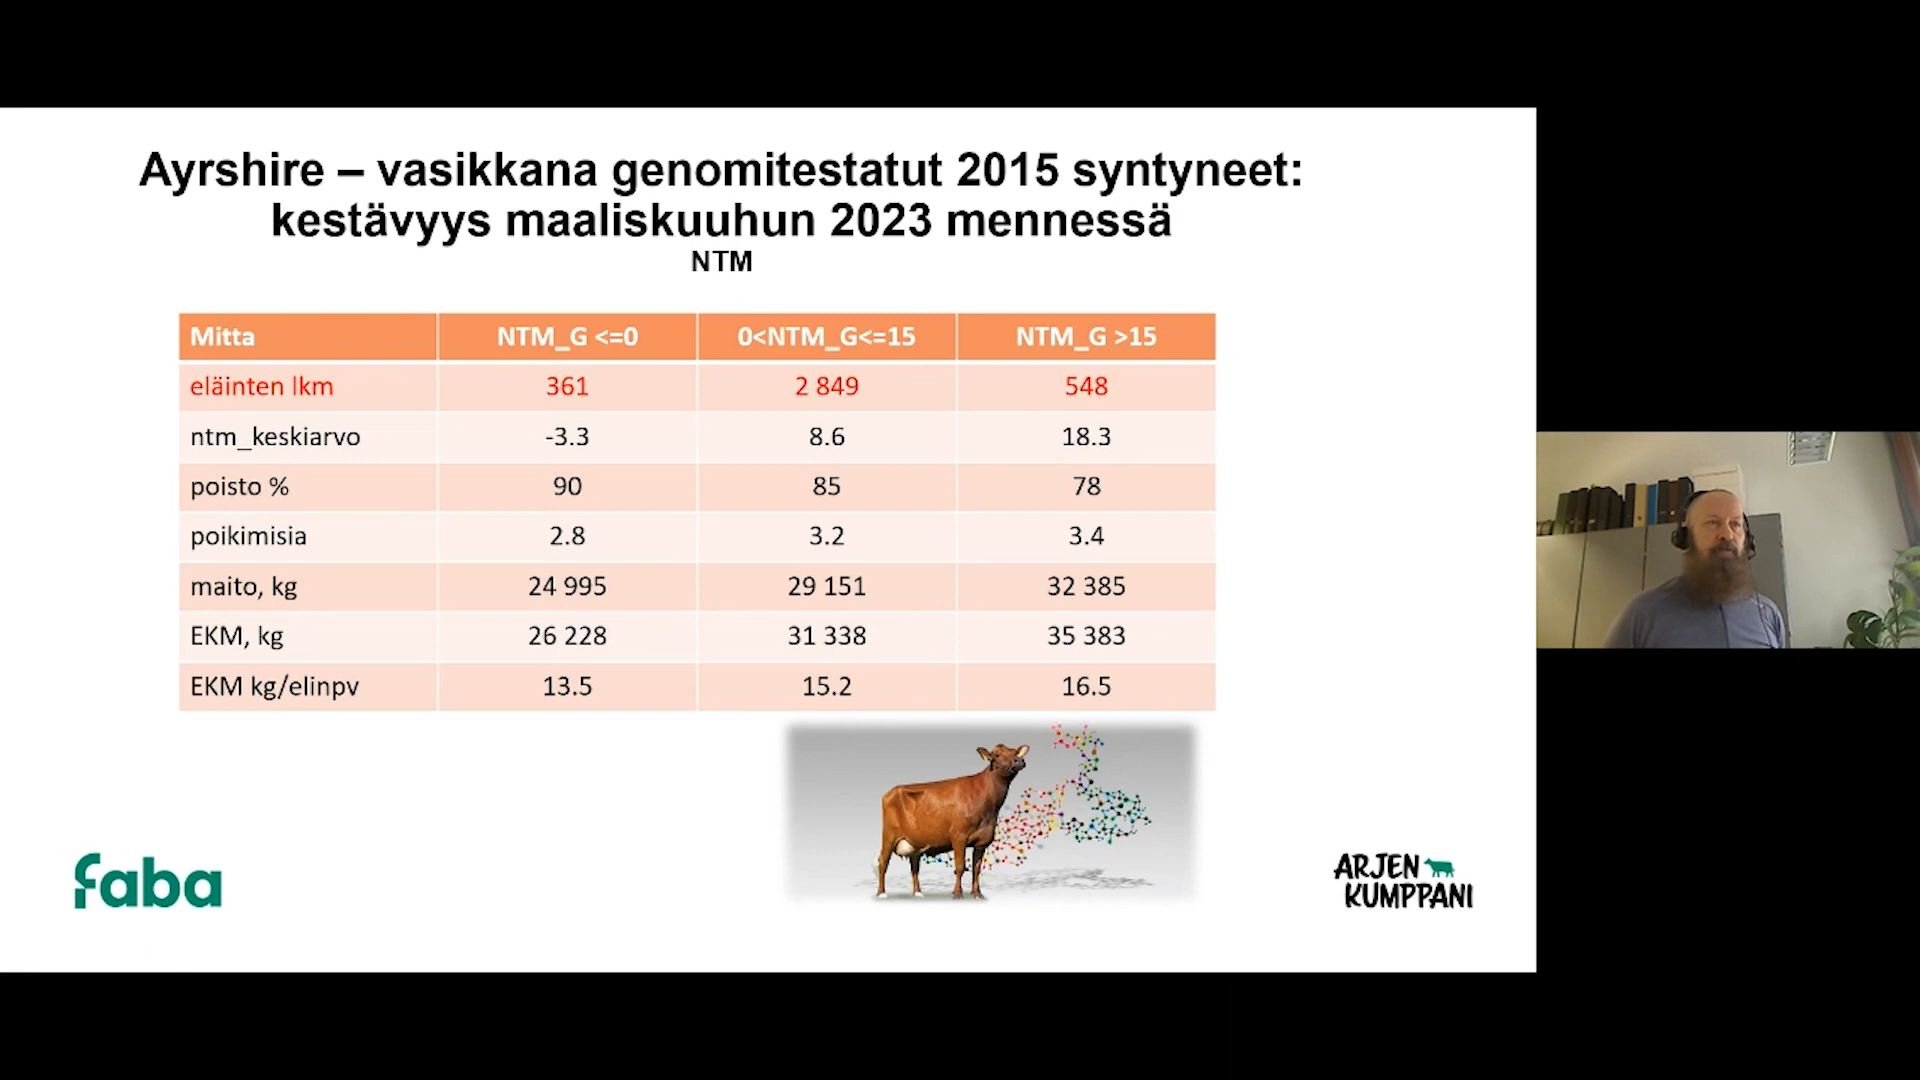 Ayrshire – vasikkana genomitestatut 2015 syntyneet:
kestävyys maaliskuuhun 2023 mennessä
NTM
Mitta NTM_G <=0 0<NTM_G<=15 NTM_G >15
eläinten lkm 361 2 849 548
ntm_keskiarvo -3.3 8.6 18.3
poisto % 90 85 78
poikimisia 2.8 3.2 3.4
maito, kg 24 995 29 151 32 385
EKM, kg 26 228 31 338 35 383
EKM kg/elinpv 13.5 15.2 16.5
faba
ARJEN
KUMPPANI